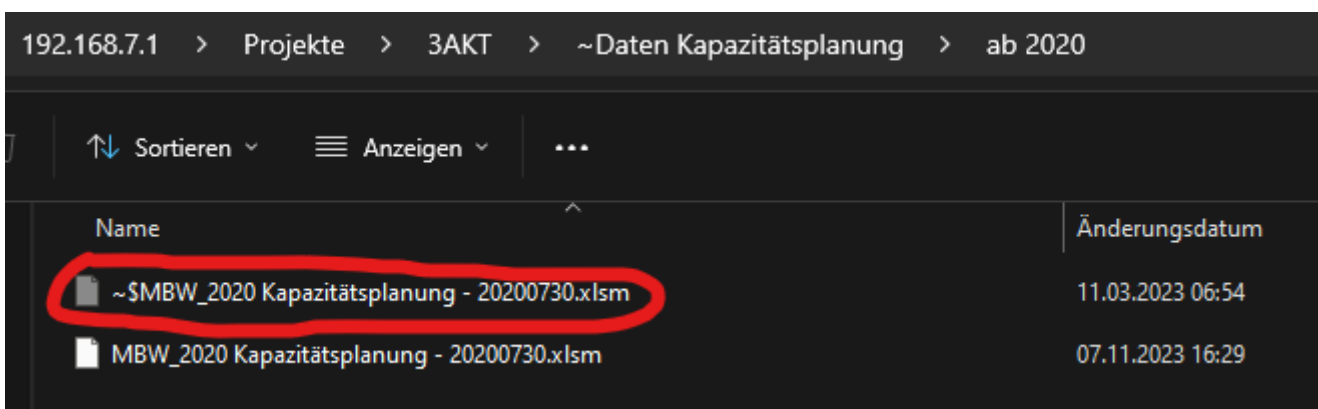 192.168.7.1 > Projekte > 3AKT > ~Daten Kapazitätsplanung > ab 2020
Sortieren Anzeigen ...
Name Änderungsdatum
~$MBW_2020 Kapazitätsplanung - 20200730.xlsm 11.03.2023 06:54
MBW_2020 Kapazitätsplanung - 20200730.xlsm 07.11.2023 16:29